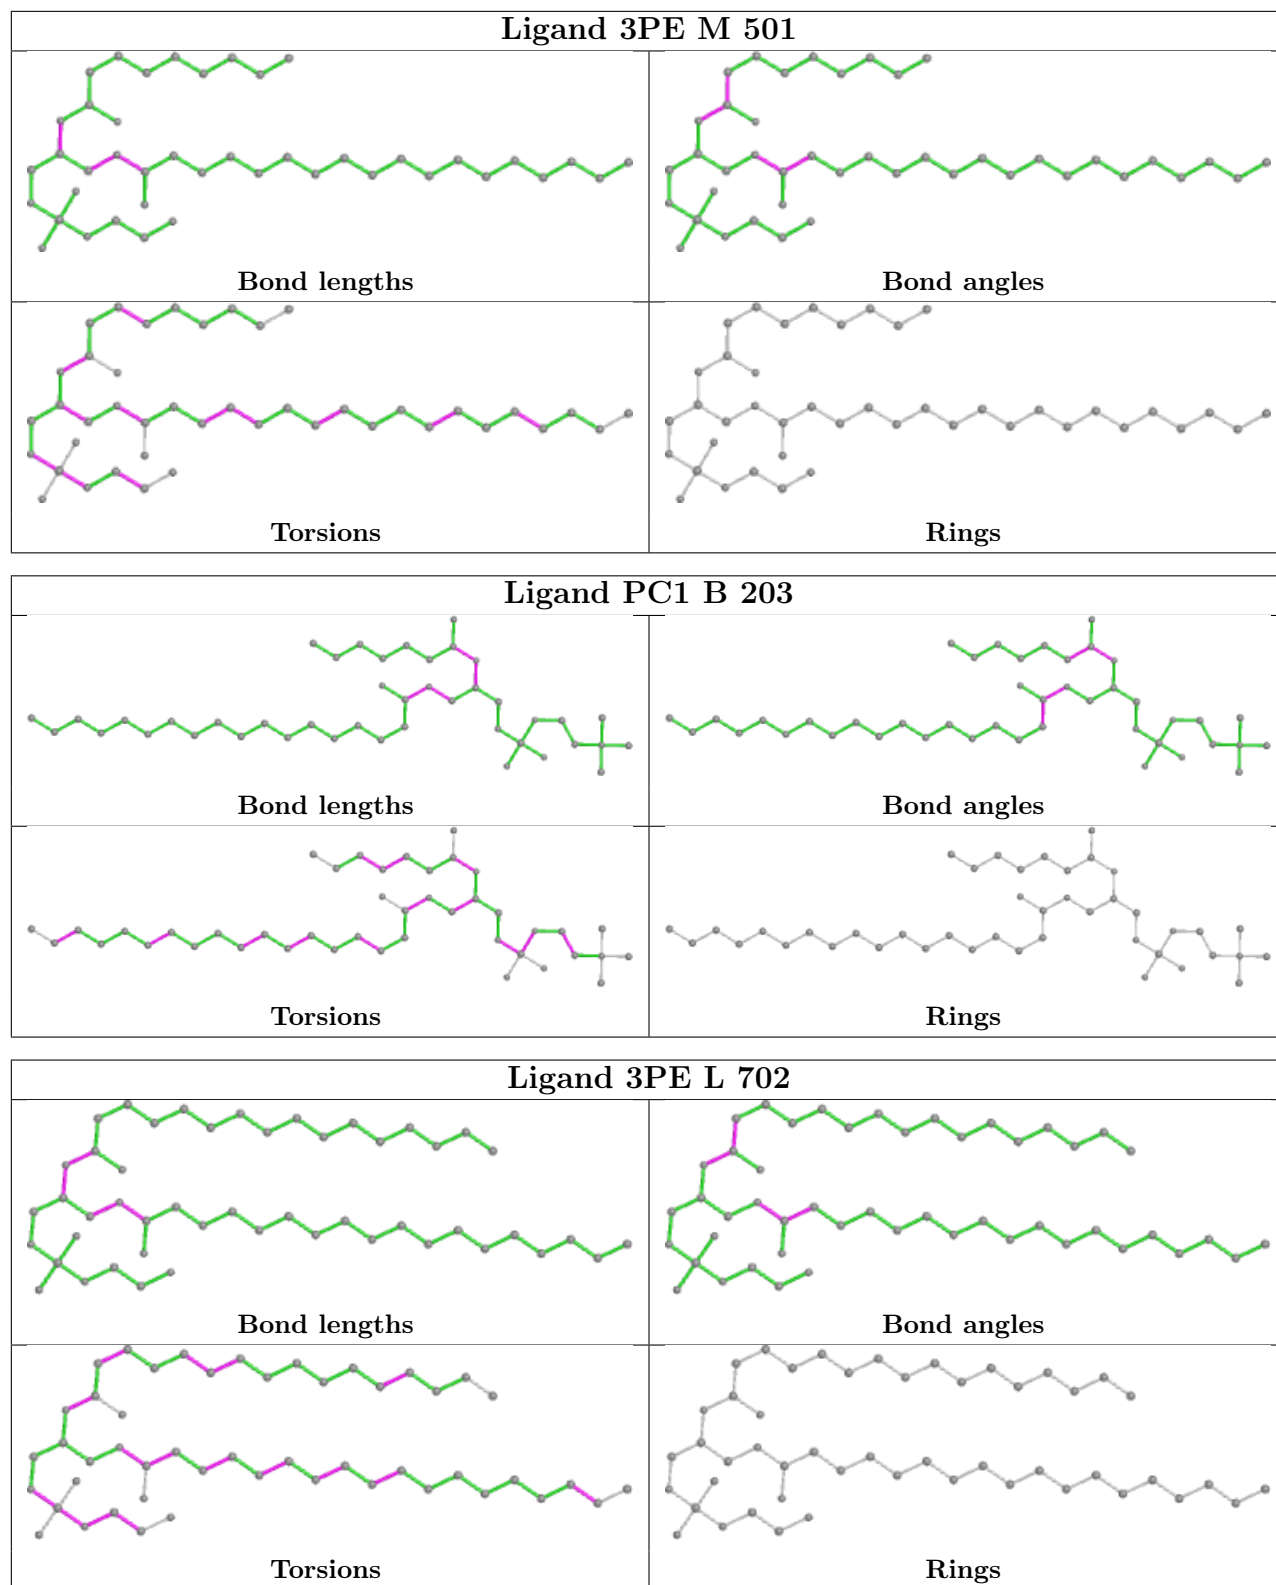 Ligand 3PE M 501
Bond lengths
Bond angles
Torsions
Rings
Ligand PC1 B 203
Bond lengths
Bond angles
Torsions
Rings
Ligand 3PE L 702
Bond lengths
Bond angles
Torsions
Rings